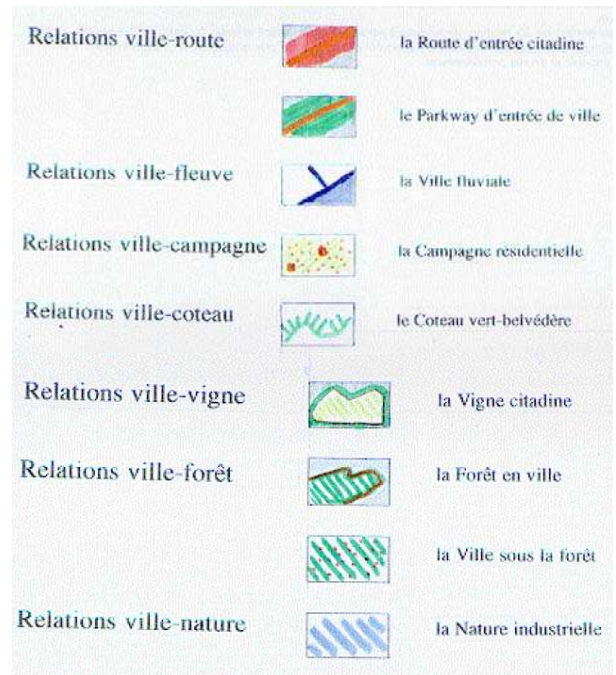 Relations ville-route
la Route d'entrée citadine
le Parkway d'entrée de ville
Relations ville-fleuve
la Ville fluviale
Relations ville-campagne
la Campagne résidentielle
Relations ville-coteau
le Coteau vert-belvédère
Relations ville-vigne
la Vigne citadine
Relations ville-forêt
la Forêt en ville
la Ville sous la forêt
Relations ville-nature
la Nature industrielle